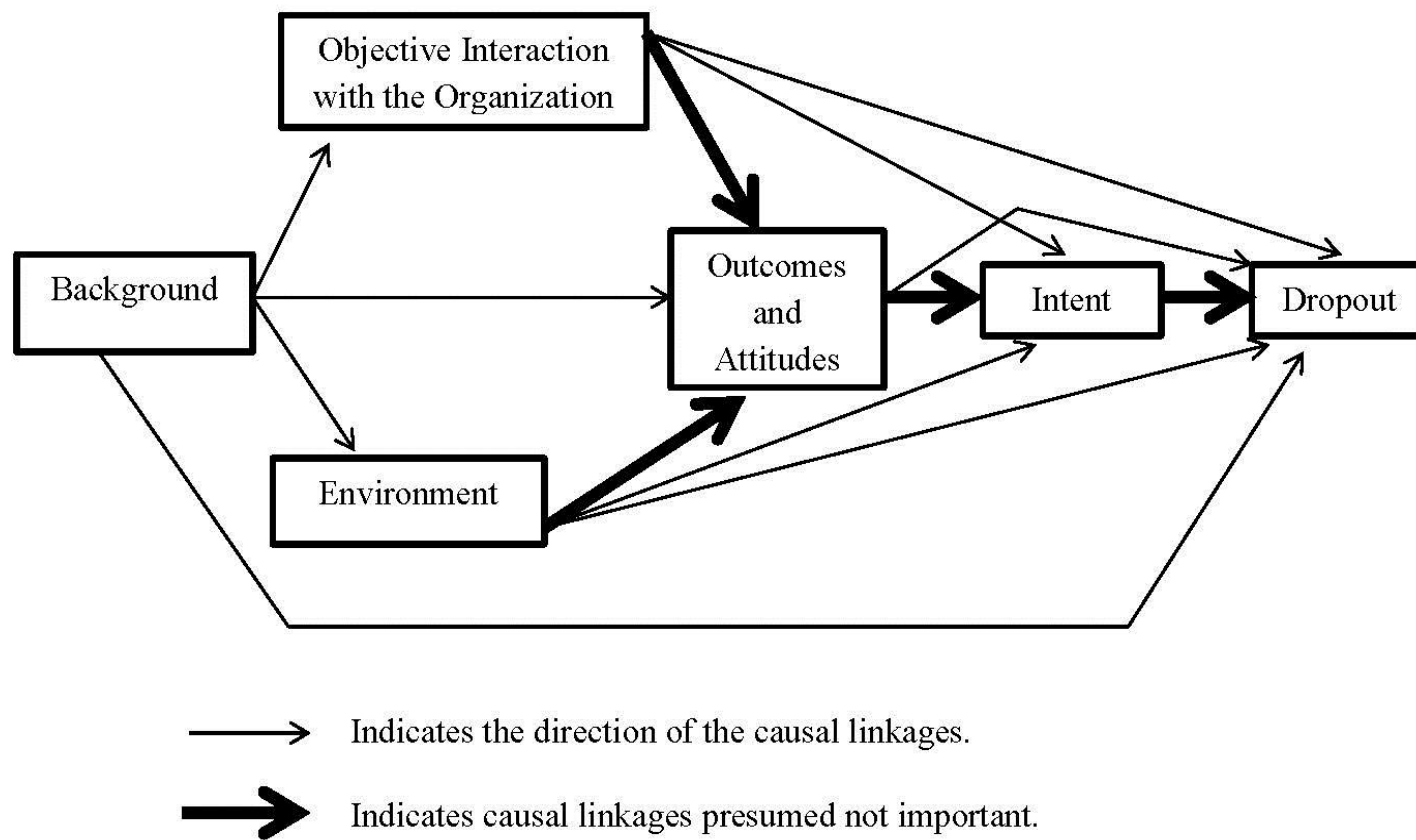 Objective Interaction
with the Organization
Background
Outcomes
and
Attitudes
Intent
Dropout
Environment
Indicates the direction of the causal linkages.
Indicates causal linkages presumed not important.